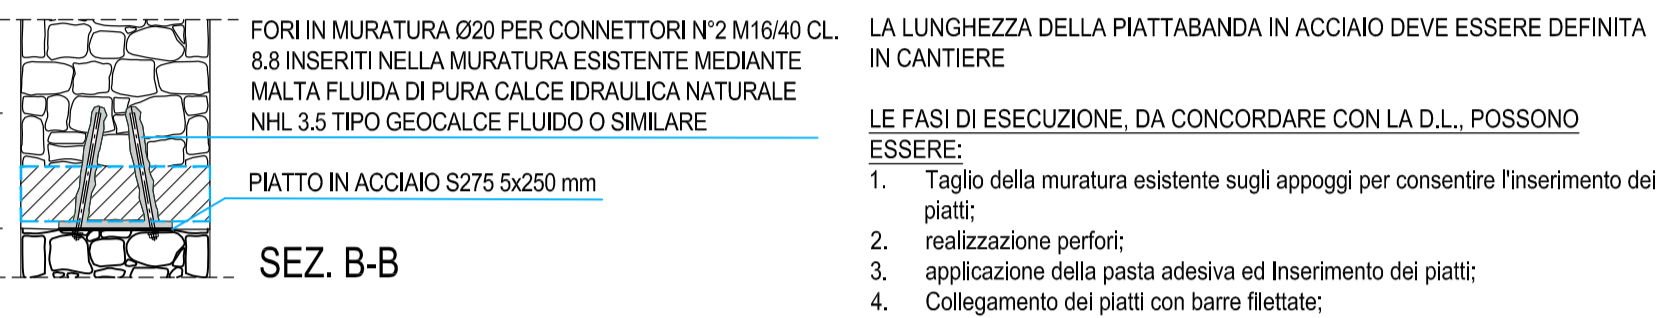 FORI IN MURATURA Ø20 PER CONNETTORI N°2 M16/40 CL.
8.8 INSERITI NELLA MURATURA ESISTENTE MEDIANTE
MALTA FLUIDA DI PURA CALCE IDRAULICA NATURALE
NHL 3.5 TIPO GEOCALCE FLUIDO O SIMILARE
PIATTO IN ACCIAIO S275 5x250 mm
SEZ. B-B
LA LUNGHEZZA DELLA PIATTABANDA IN ACCIAIO DEVE ESSERE DEFINITA
IN CANTIERE
LE FASI DI ESECUZIONE, DA CONCORDARE CON LA D.L., POSSONO
ESSERE:
1. Taglio della muratura esistente sugli appoggi per consentire l'inserimento dei
piatti;
2. realizzazione perfori;
3. applicazione della pasta adesiva ed Inserimento dei piatti;
4. Collegamento dei piatti con barre filettate;